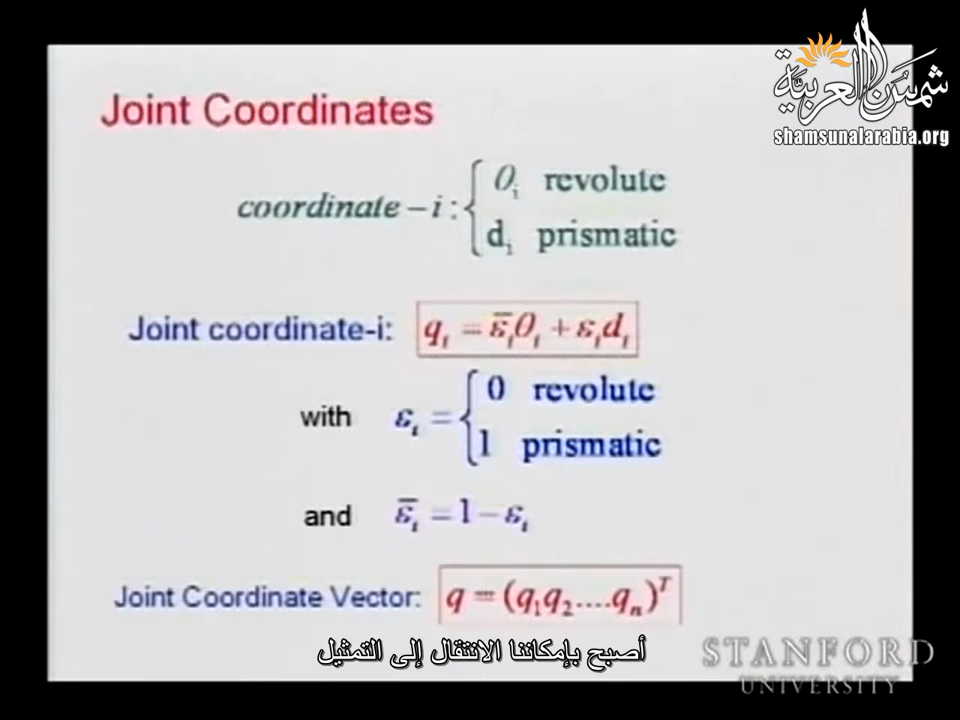 شمس العربية
shamsunalarabia.org
Joint Coordinates
coordinate – i : { θᵢ revolute
dᵢ prismatic
Joint coordinate-i: qᵢ = ε̄ᵢθᵢ + εᵢdᵢ
with εᵢ = { 0 revolute
1 prismatic
and ε̄ᵢ = 1 – εᵢ
Joint Coordinate Vector: q = (q₁q₂....qₙ)ᵀ
أصبح بإمكاننا الانتقال إلى التمثيل
STANFORD
UNIVERSITY